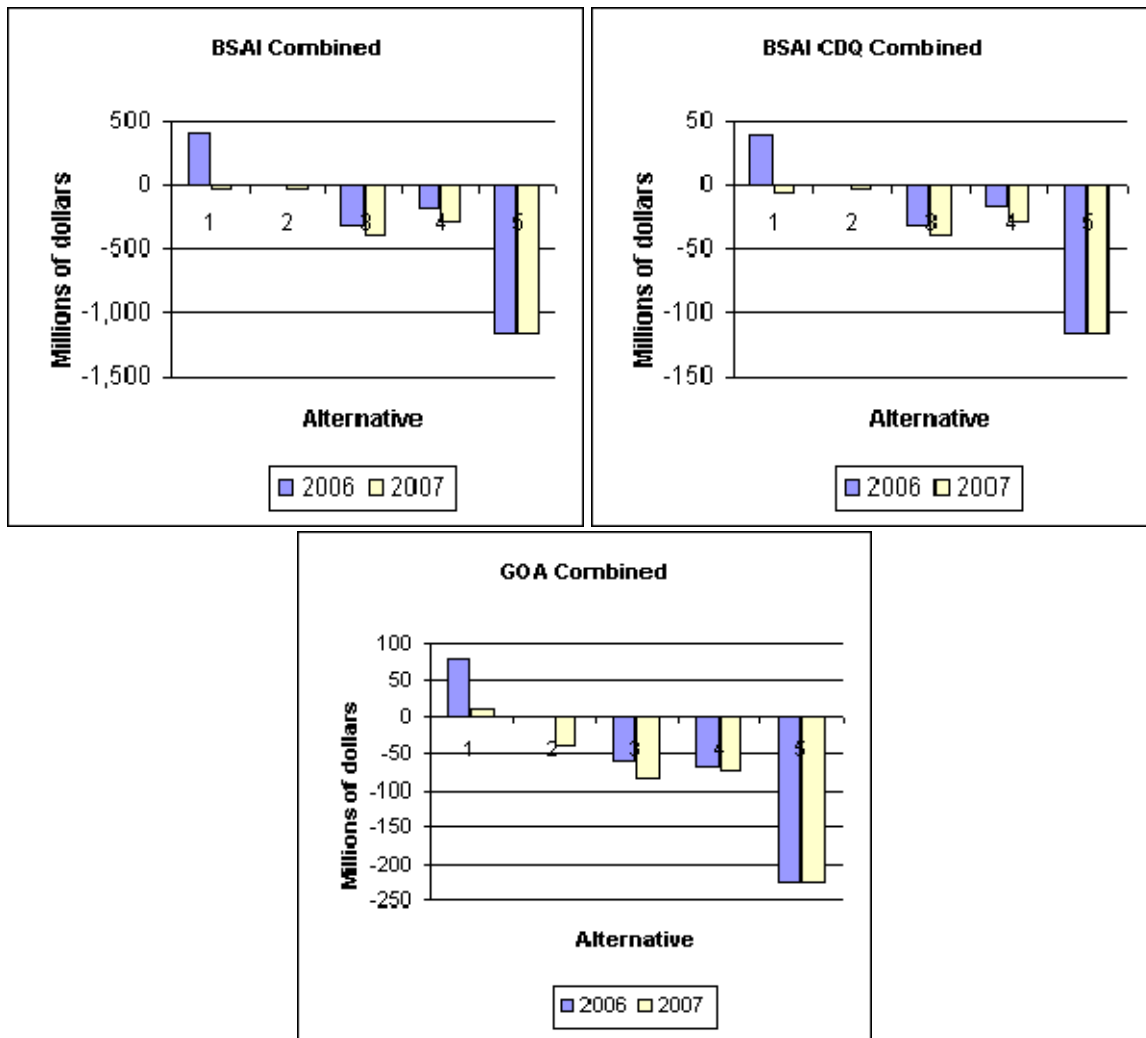 BSAI Combined
500
0
-500
-1,000
-1,500
Millions of dollars
1 2 3 4 5
Alternative
2006 2007
BSAI CDQ Combined
50
0
-50
-100
-150
Millions of dollars
1 2 3 4 5
Alternative
2006 2007
GOA Combined
100
50
0
-50
-100
-150
-200
-250
Millions of dollars
1 2 3 4 5
Alternative
2006 2007